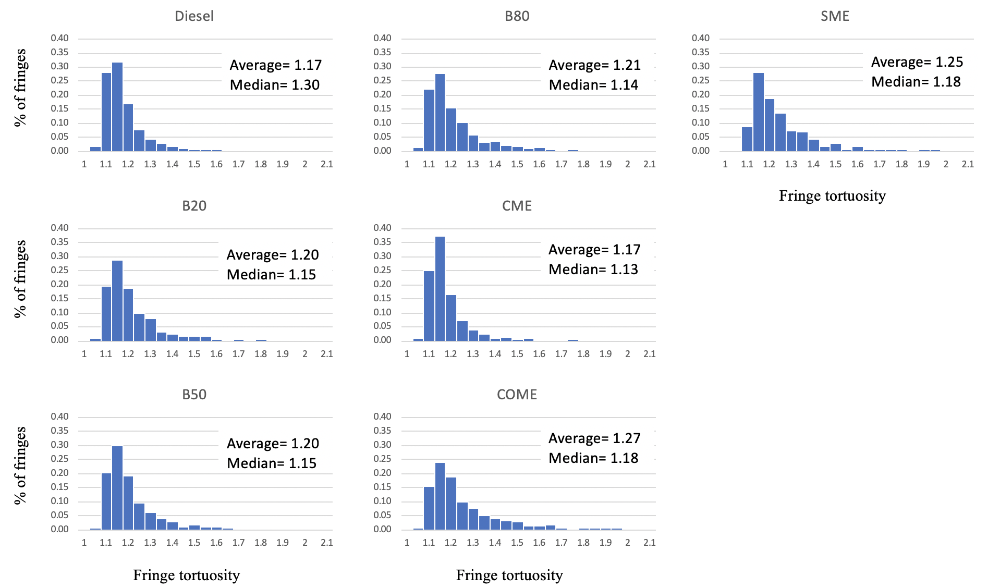 Diesel
% of fringes
0.40
0.35
0.30
0.25
0.20
0.15
0.10
0.05
0.00
Average= 1.17
Median= 1.30
1 1.1 1.2 1.3 1.4 1.5 1.6 1.7 1.8 1.9 2 2.1
B80
0.40
0.35
0.30
0.25
0.20
0.15
0.10
0.05
0.00
Average= 1.21
Median= 1.14
1 1.1 1.2 1.3 1.4 1.5 1.6 1.7 1.8 1.9 2 2.1
SME
0.40
0.35
0.30
0.25
0.20
0.15
0.10
0.05
0.00
Average= 1.25
Median= 1.18
1 1.1 1.2 1.3 1.4 1.5 1.6 1.7 1.8 1.9 2 2.1
Fringe tortuosity
B20
% of fringes
0.40
0.35
0.30
0.25
0.20
0.15
0.10
0.05
0.00
Average= 1.20
Median= 1.15
1 1.1 1.2 1.3 1.4 1.5 1.6 1.7 1.8 1.9 2 2.1
CME
0.40
0.35
0.30
0.25
0.20
0.15
0.10
0.05
0.00
Average= 1.17
Median= 1.13
1 1.1 1.2 1.3 1.4 1.5 1.6 1.7 1.8 1.9 2 2.1
B50
% of fringes
0.40
0.35
0.30
0.25
0.20
0.15
0.10
0.05
0.00
Average= 1.20
Median= 1.15
1 1.1 1.2 1.3 1.4 1.5 1.6 1.7 1.8 1.9 2 2.1
Fringe tortuosity
COME
0.40
0.35
0.30
0.25
0.20
0.15
0.10
0.05
0.00
Average= 1.27
Median= 1.18
1 1.1 1.2 1.3 1.4 1.5 1.6 1.7 1.8 1.9 2 2.1
Fringe tortuosity